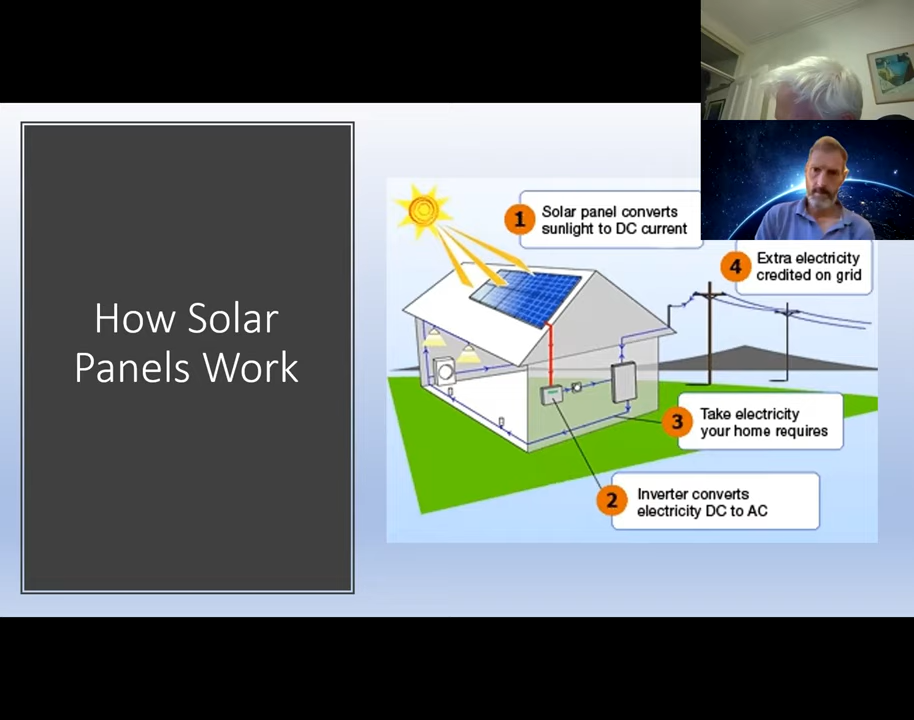 How Solar
Panels Work
1
Solar panel converts
sunlight to DC current
4
Extra electricity
credited on grid
3
Take electricity
your home requires
2
Inverter converts
electricity DC to AC